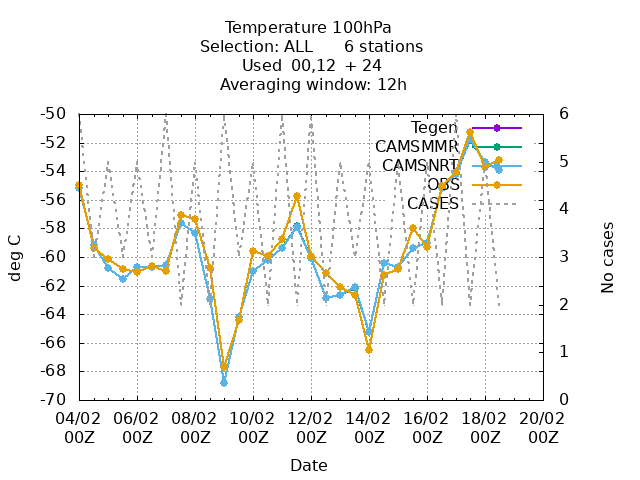 Temperature 100hPa
Selection: ALL 6 stations
Used 00,12 + 24
Averaging window: 12h
-50
-52
-54
-56
-58
-60
-62
-64
-66
-68
-70
deg C
6
5
4
3
2
1
0
No cases
Tegen
CAMSMMR
CAMSNRT
OBS
CASES
04/02 06/02 08/02 10/02 12/02 14/02 16/02 18/02 20/02
00Z 00Z 00Z 00Z 00Z 00Z 00Z 00Z 00Z
Date